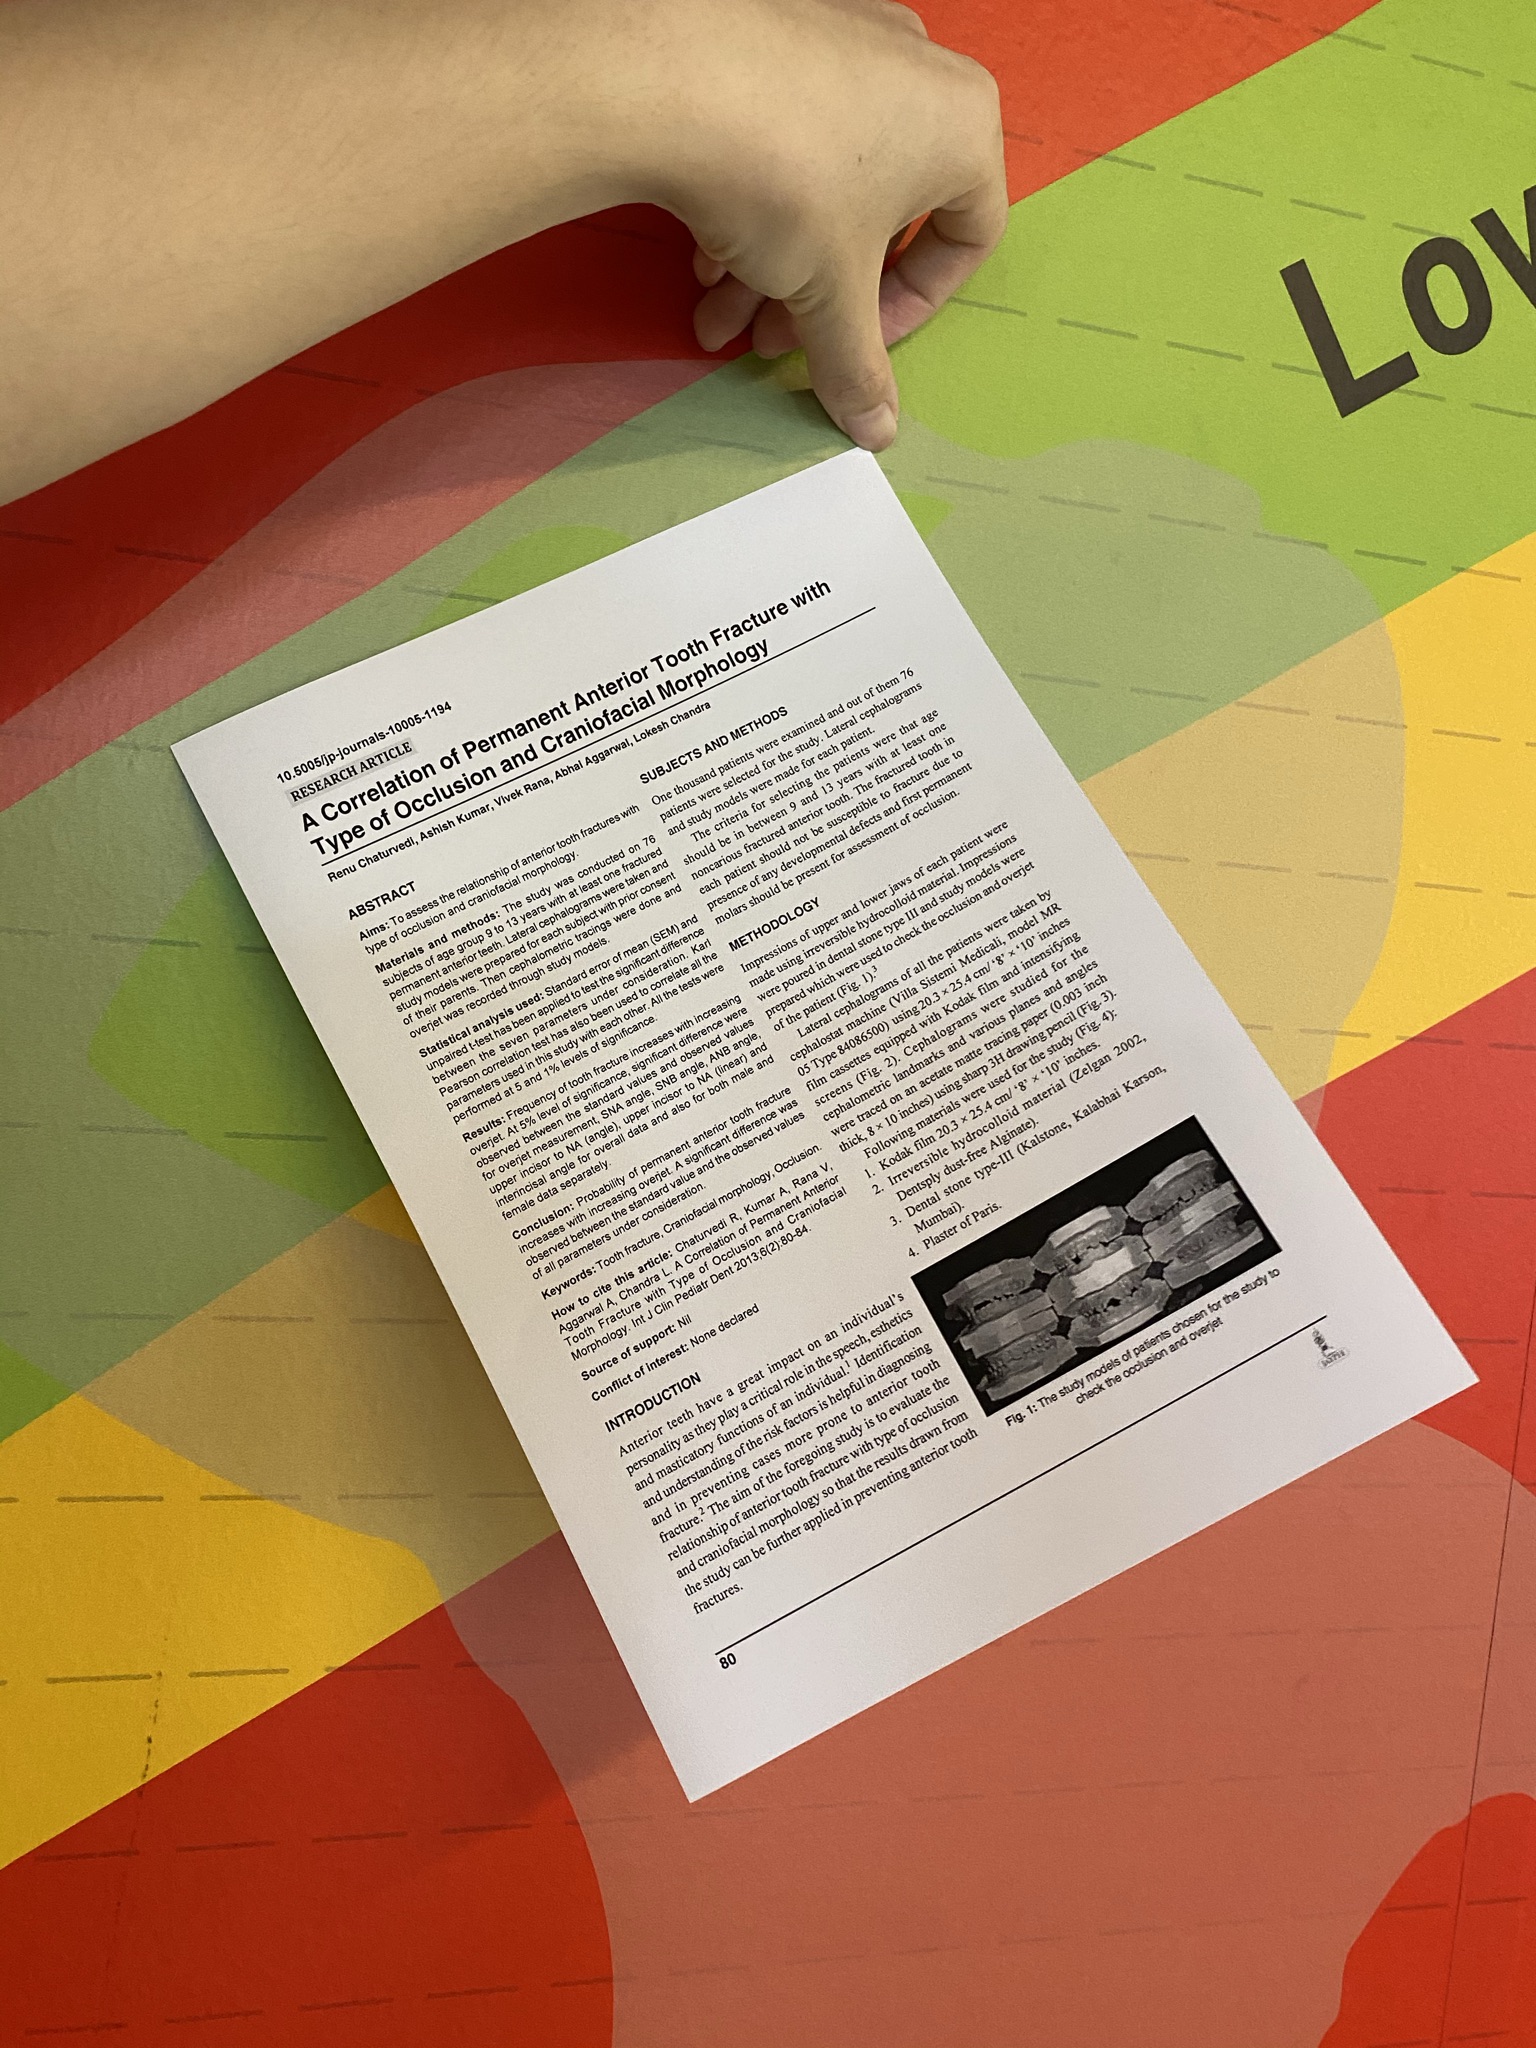 Low
10.5005/jp-journals-10005-1194
RESEARCH ARTICLE
A Correlation of Permanent Anterior Tooth Fracture with
Type of Occlusion and Craniofacial Morphology
Renu Chaturvedi, Ashish Kumar, Vivek Rana, Abhai Aggarwal, Lokesh Chandra
ABSTRACT
Aims: To assess the relationship of anterior tooth fractures with
type of occlusion and craniofacial morphology.
Materials and methods: The study was conducted on 76
subjects of age group 9 to 13 years with at least one fractured
permanent anterior teeth. Lateral cephalograms were taken and
study models were prepared for each subject with prior consent
of their parents. Then cephalometric tracings were done and
overjet was recorded through study models.
Statistical analysis used: Standard error of mean (SEM) and
unpaired t-test has been applied to test the significant difference
between the seven parameters under consideration. Karl
Pearson correlation test has also been used to correlate all the
parameters used in this study with each other. All the tests were
performed at 5 and 1% levels of significance.
Results: Frequency of tooth fracture increases with increasing
overjet. At 5% level of significance, significant difference were
observed between the standard values and observed values
for overjet measurement, SNA angle, SNB angle, ANB angle,
upper incisor to NA (angle), upper incisor to NA (linear) and
interincisal angle for overall data and also for both male and
female data separately.
Conclusion: Probability of permanent anterior tooth fracture
increases with increasing overjet. A significant difference was
observed between the standard value and the observed values
of all parameters under consideration.
Keywords: Tooth fracture, Craniofacial morphology, Occlusion.
How to cite this article: Chaturvedi R, Kumar A, Rana V,
Aggarwal A, Chandra L. A Correlation of Permanent Anterior
Tooth Fracture with Type of Occlusion and Craniofacial
Morphology. Int J Clin Pediatr Dent 2013;6(2):80-84.
Source of support: Nil
Conflict of interest: None declared
INTRODUCTION
Anterior teeth have a great impact on an individual's
personality as they play a critical role in the speech, esthetics
and masticatory functions of an individual.1 Identification
and understanding of the risk factors is helpful in diagnosing
and in preventing cases more prone to anterior tooth
fracture.2 The aim of the foregoing study is to evaluate the
relationship of anterior tooth fracture with type of occlusion
and craniofacial morphology so that the results drawn from
the study can be further applied in preventing anterior tooth
fractures.
SUBJECTS AND METHODS
One thousand patients were examined and out of them 76
patients were selected for the study. Lateral cephalograms
and study models were made for each patient.
The criteria for selecting the patients were that age
should be in between 9 and 13 years with at least one
noncarious fractured anterior tooth. The fractured tooth in
each patient should not be susceptible to fracture due to
presence of any developmental defects and first permanent
molars should be present for assessment of occlusion.
METHODOLOGY
Impressions of upper and lower jaws of each patient were
made using irreversible hydrocolloid material. Impressions
were poured in dental stone type III and study models were
prepared which were used to check the occlusion and overjet
of the patient (Fig. 1).3
Lateral cephalograms of all the patients were taken by
cephalostat machine (Villa Sistemi Medicali, model MR
05 Type 84086500) using 20.3 × 25.4 cm/ ‘8’ × ‘10’ inches
film cassettes equipped with Kodak film and intensifying
screens (Fig. 2). Cephalograms were studied for the
cephalometric landmarks and various planes and angles
were traced on an acetate matte tracing paper (0.003 inch
thick, 8 × 10 inches) using sharp 3H drawing pencil (Fig. 3).
Following materials were used for the study (Fig. 4):
1. Kodak film 20.3 × 25.4 cm/ ‘8’ × ‘10’ inches.
2. Irreversible hydrocolloid material (Zelgan 2002,
Dentsply dust-free Alginate).
3. Dental stone type-III (Kalstone, Kalabhai Karson,
Mumbai).
4. Plaster of Paris.
Fig. 1: The study models of patients chosen for the study to
check the occlusion and overjet
80